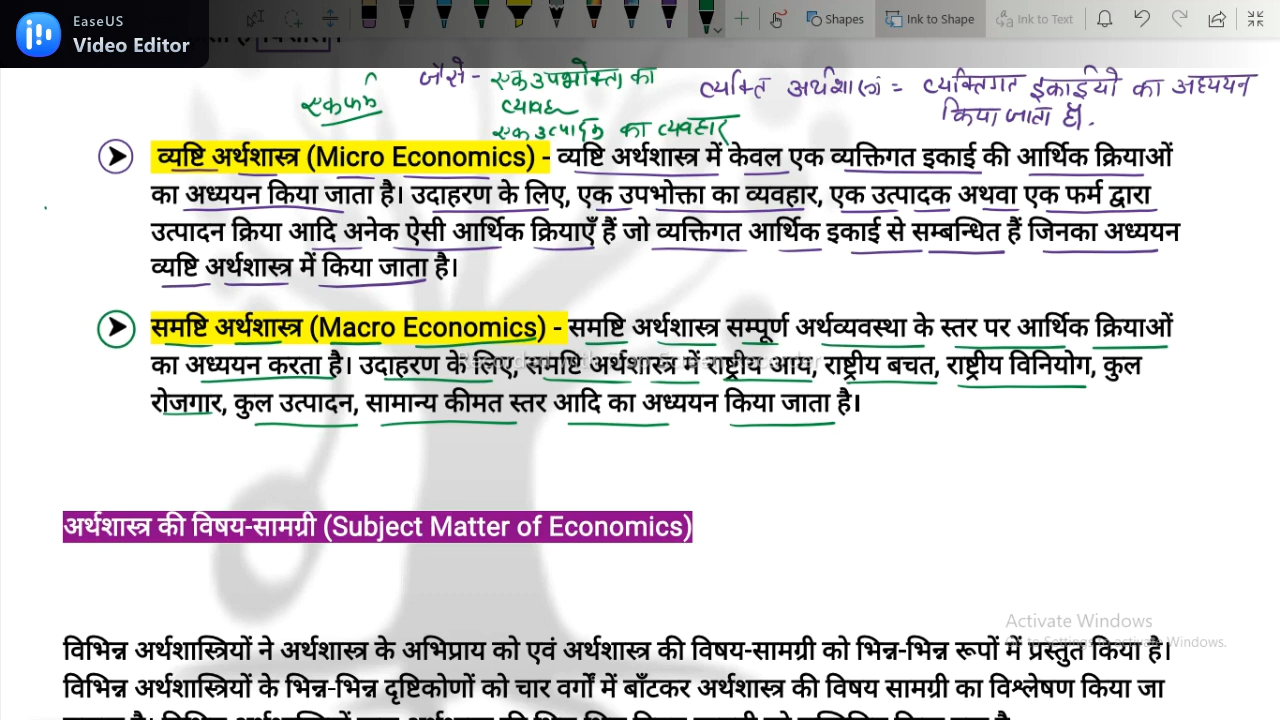 EaseUS
Video Editor
Shapes
Ink to Shape
Ink to Text
जैसे - एक उपभोक्ता का
व्यवहार
एक फर्म
एक उत्पादक का व्यवहार
व्यक्ति अर्थशास्त्र = व्यक्तिगत इकाईयो का अध्ययन
किया जाता है।
व्यष्टि अर्थशास्त्र (Micro Economics) - व्यष्टि अर्थशास्त्र में केवल एक व्यक्तिगत इकाई की आर्थिक क्रियाओं
का अध्ययन किया जाता है। उदाहरण के लिए, एक उपभोक्ता का व्यवहार, एक उत्पादक अथवा एक फर्म द्वारा
उत्पादन क्रिया आदि अनेक ऐसी आर्थिक क्रियाएँ हैं जो व्यक्तिगत आर्थिक इकाई से सम्बन्धित हैं जिनका अध्ययन
व्यष्टि अर्थशास्त्र में किया जाता है।
समष्टि अर्थशास्त्र (Macro Economics) - समष्टि अर्थशास्त्र सम्पूर्ण अर्थव्यवस्था के स्तर पर आर्थिक क्रियाओं
का अध्ययन करता है। उदाहरण के लिए, समष्टि अर्थशास्त्र में राष्ट्रीय आय, राष्ट्रीय बचत, राष्ट्रीय विनियोग, कुल
रोजगार, कुल उत्पादन, सामान्य कीमत स्तर आदि का अध्ययन किया जाता है।
अर्थशास्त्र की विषय-सामग्री (Subject Matter of Economics)
Activate Windows
to Settings to activate Windows.
विभिन्न अर्थशास्त्रियों ने अर्थशास्त्र के अभिप्राय को एवं अर्थशास्त्र की विषय-सामग्री को भिन्न-भिन्न रूपों में प्रस्तुत किया है।
विभिन्न अर्थशास्त्रियों के भिन्न-भिन्न दृष्टिकोणों को चार वर्गों में बाँटकर अर्थशास्त्र की विषय सामग्री का विश्लेषण किया जा